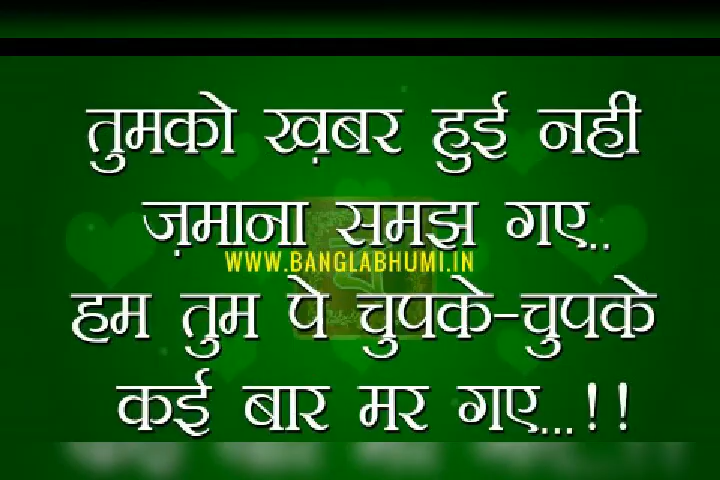 तुमको ख़बर हुई नहीं
ज़माना समझ गए..
WWW.BANGLABHUMI.IN
हम तुम पे चुपके-चुपके
कई बार मर गए...!!